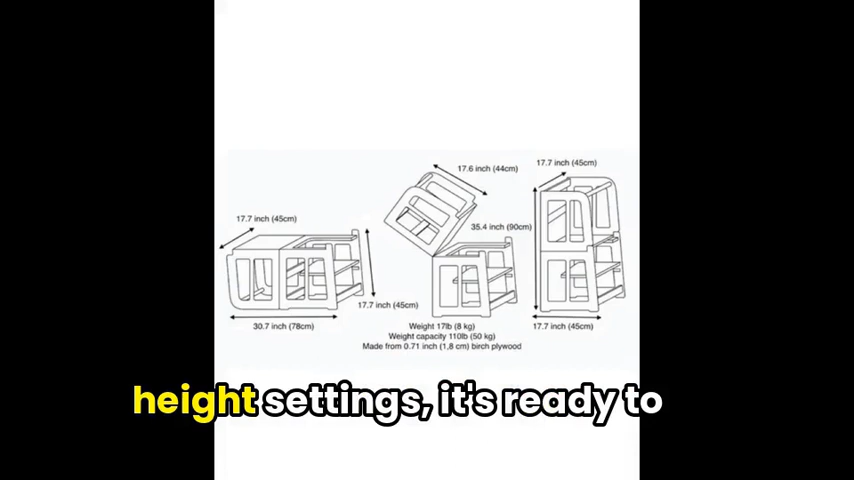 17.6 inch (44cm)
17.7 inch (45cm)
17.7 inch (45cm)
35.4 inch (90cm)
17.7 inch (45cm)
30.7 inch (78cm)
17.7 inch (45cm)
Weight 17lb (8 kg)
Weight capacity 110lb (50 kg)
Made from 0.71 inch (1,8 cm) birch plywood
height settings, it's ready to